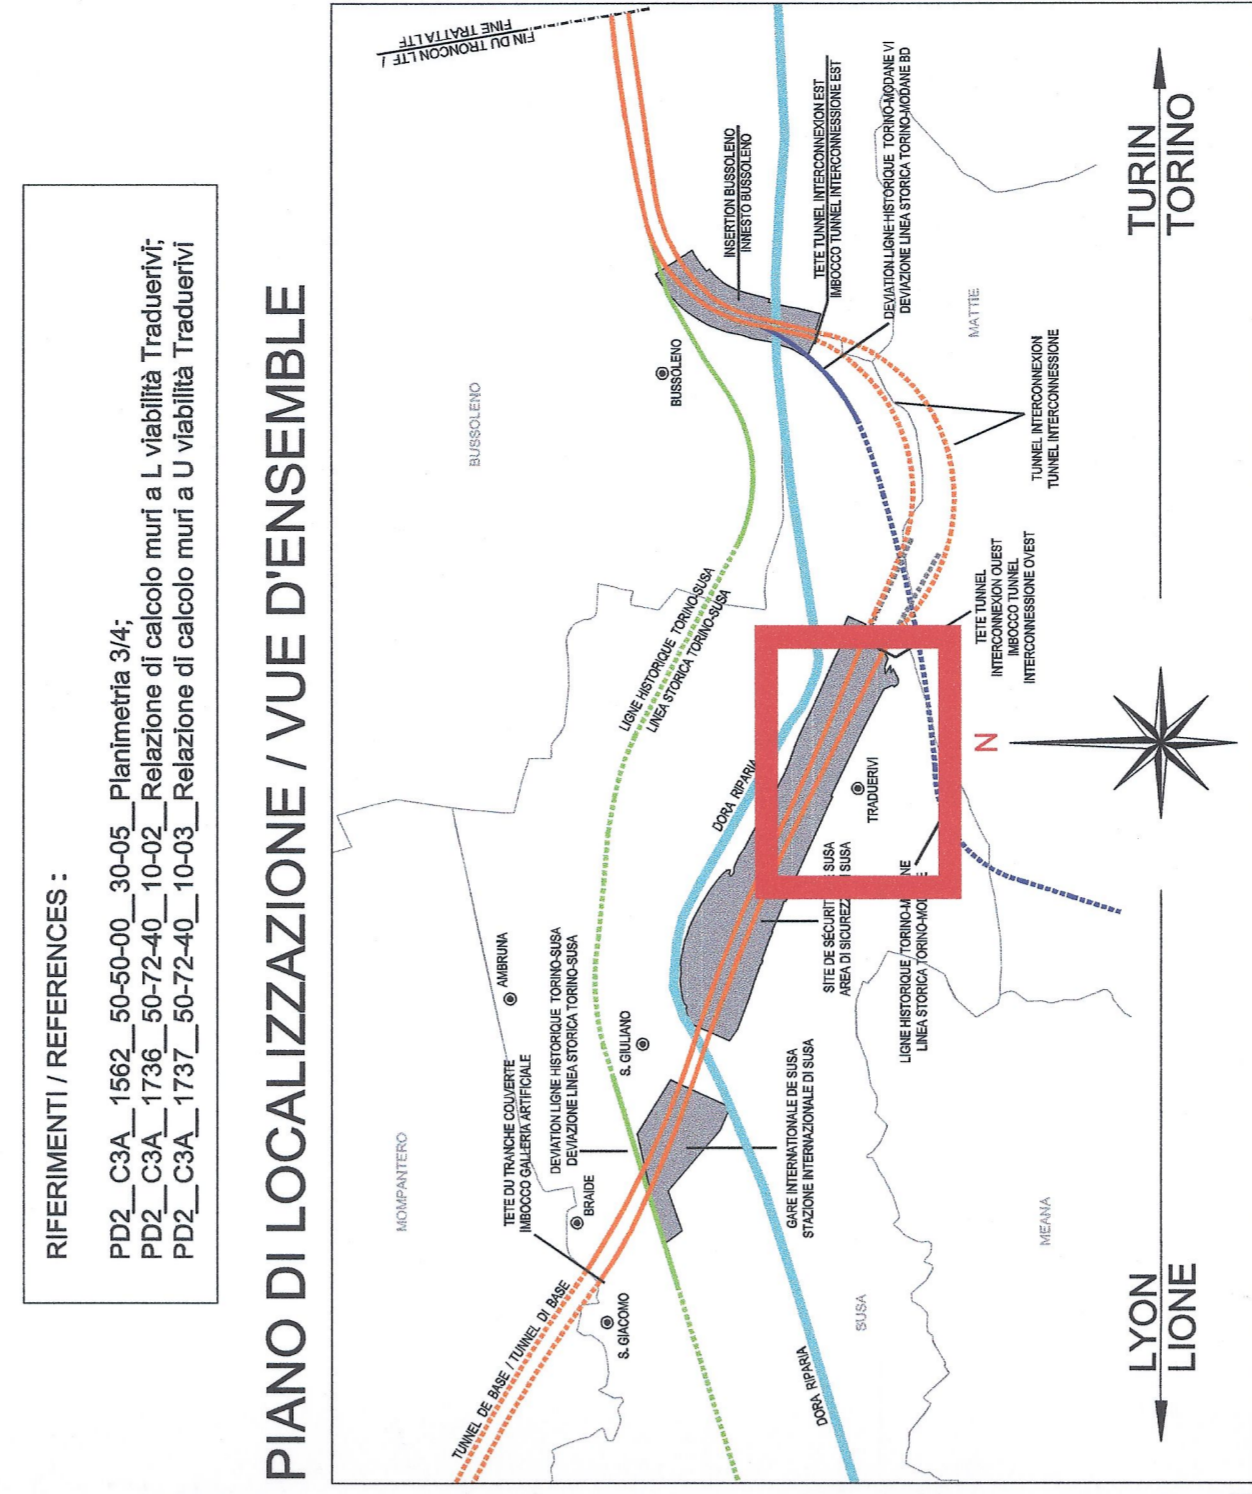 RIFERIMENTI / REFERENCES :
PD2__C3A__1562__50-50-00__30-05__Planimetria 3/4;
PD2__C3A__1736__50-72-40__10-02__Relazione di calcolo muri a L viabilità Traduerivi;
PD2__C3A__1737__50-72-40__10-03__Relazione di calcolo muri a U viabilità Traduerivi
PIANO DI LOCALIZZAZIONE / VUE D'ENSEMBLE
FIN DU TRONCON LTF /
FINE TRATTA LTF
MOMPANTERO
BUSSOLENO
AMBRUNA
TETE DU TRANCHE COUVERTE
IMBOCCO GALLERIA ARTIFICIALE
DEVIATION LIGNE HISTORIQUE TORINO-SUSA
DEVIAZIONE LINEA STORICA TORINO-SUSA
BRAIDE
S. GIULIANO
S. GIACOMO
TUNNEL DE BASE / TUNNEL DI BASE
LIGNE HISTORIQUE TORINO-SUSA
LINEA STORICA TORINO-SUSA
BUSSOLENO
INSERTION BUSSOLENO
INNESTO BUSSOLENO
DORA RIPARIA
DORA RIPARIA
GARE INTERNATIONALE DE SUSA
STAZIONE INTERNAZIONALE DI SUSA
TETE TUNNEL INTERCONNEXION EST
IMBOCCO TUNNEL INTERCONNESSIONE EST
DEVIATION LIGNE-HISTORIQUE TORINO-MODANE VI
DEVIAZIONE LINEA STORICA TORINO-MODANE BD
SITE DE SÉCURIT SUSA
AREA DI SICUREZ SUSA
TRADUERIVI
LIGNE HISTORIQUE TORINO-M NE
LINEA STORICA TORINO-MOD E
MATTIE
TETE TUNNEL
INTERCONNEXION OUEST
IMBOCCO TUNNEL
INTERCONNESSIONE OVEST
TUNNEL INTERCONNEXION
TUNNEL INTERCONNESSIONE
SUSA
MEANA
N
LYON
LIONE
TURIN
TORINO